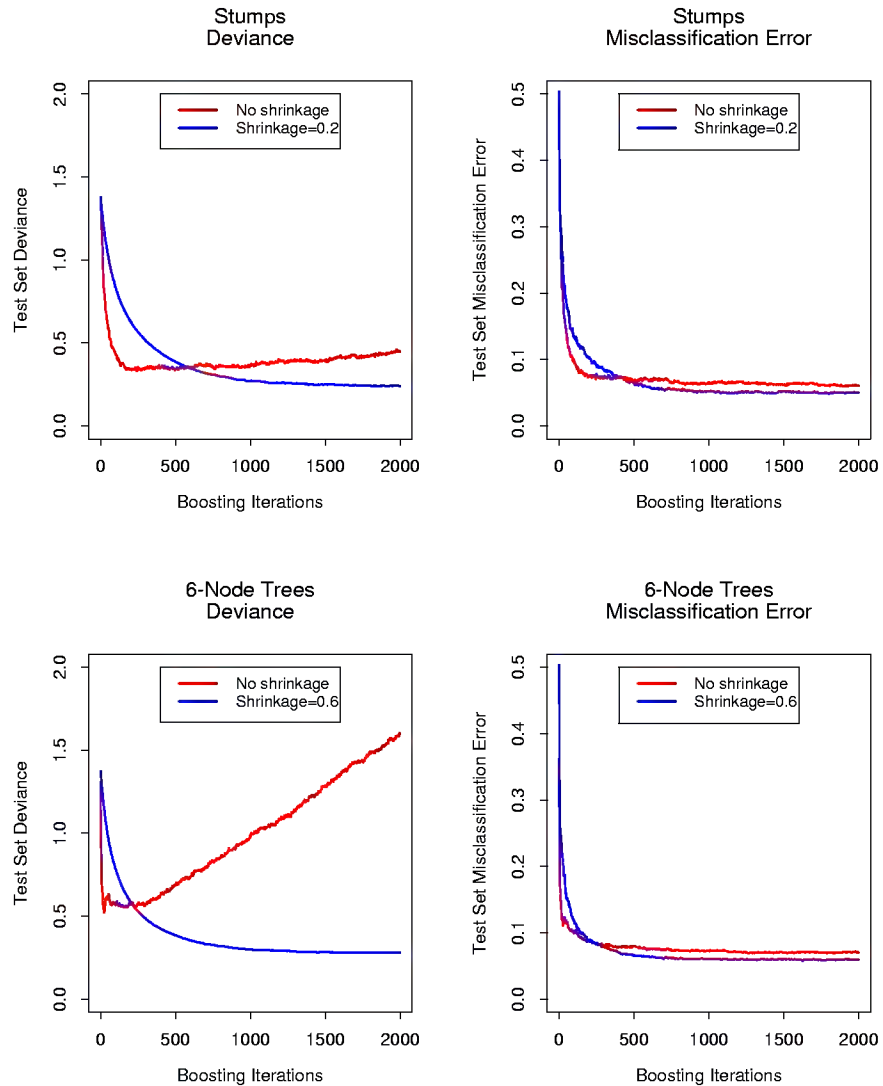 Stumps
Deviance
2.0
1.5
1.0
0.5
0.0
Test Set Deviance
No shrinkage
Shrinkage=0.2
0 500 1000 1500 2000
Boosting Iterations
Stumps
Misclassification Error
0.5
0.4
0.3
0.2
0.1
0.0
Test Set Misclassification Error
No shrinkage
Shrinkage=0.2
0 500 1000 1500 2000
Boosting Iterations
6-Node Trees
Deviance
2.0
1.5
1.0
0.5
0.0
Test Set Deviance
No shrinkage
Shrinkage=0.6
0 500 1000 1500 2000
Boosting Iterations
6-Node Trees
Misclassification Error
0.5
0.4
0.3
0.2
0.1
0.0
Test Set Misclassification Error
No shrinkage
Shrinkage=0.6
0 500 1000 1500 2000
Boosting Iterations